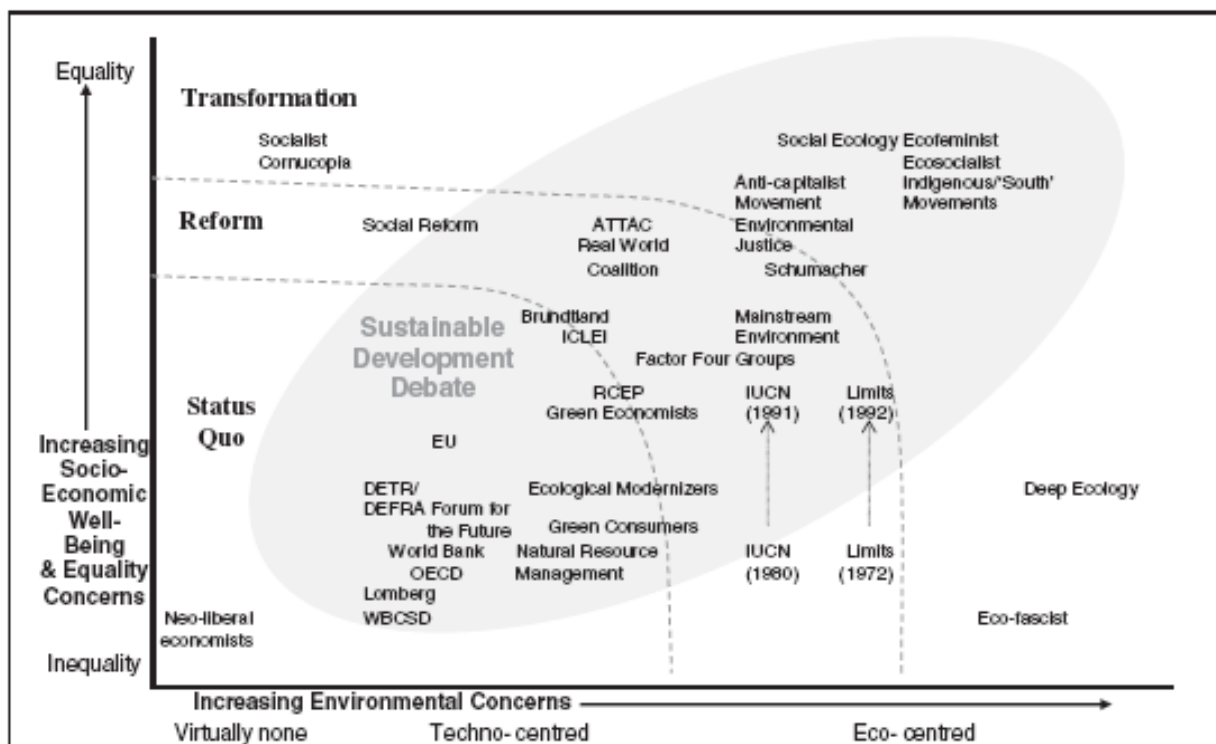 Equality
Transformation
Socialist
Cornucopia
Social Ecology Ecofeminist
Ecosocialist
Indigenous/'South'
Movements
Anti-capitalist
Movement
Environmental
Justice
Reform
Social Reform
ATTAC
Real World
Coalition
Schumacher
Brundtland
ICLEI
Mainstream
Environment
Sustainable
Development
Debate
Factor Four Groups
RCEP
Green Economists
IUCN
(1991)
Limits
(1992)
Status
Quo
EU
Increasing
Socio-
Economic
Well-
Being
& Equality
Concerns
DETR/
DEFRA Forum for
the Future
Ecological Modernizers
Green Consumers
Deep Ecology
World Bank
OECD
Natural Resource
Management
IUCN
(1980)
Limits
(1972)
Lomberg
WBCSD
Neo-liberal
economists
Eco-fascist
Inequality
Increasing Environmental Concerns
Virtually none
Techno- centred
Eco- centred